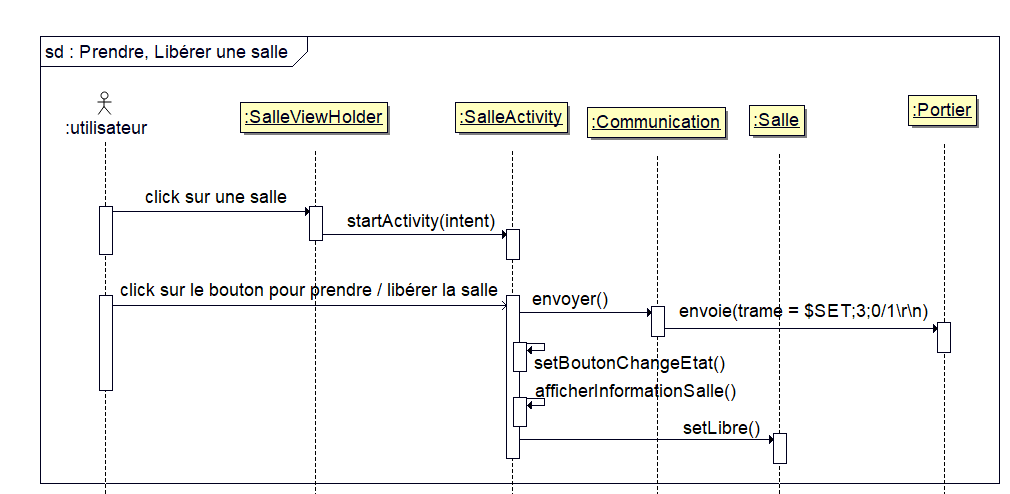 sd : Prendre, Libérer une salle
:utilisateur
:SalleViewHolder
:SalleActivity
:Communication
:Salle
:Portier
click sur une salle
startActivity(intent)
click sur le bouton pour prendre / libérer la salle
envoyer()
envoie(trame = $SET;3;0/1\r\n)
setBoutonChangeEtat()
afficherInformationSalle()
setLibre()